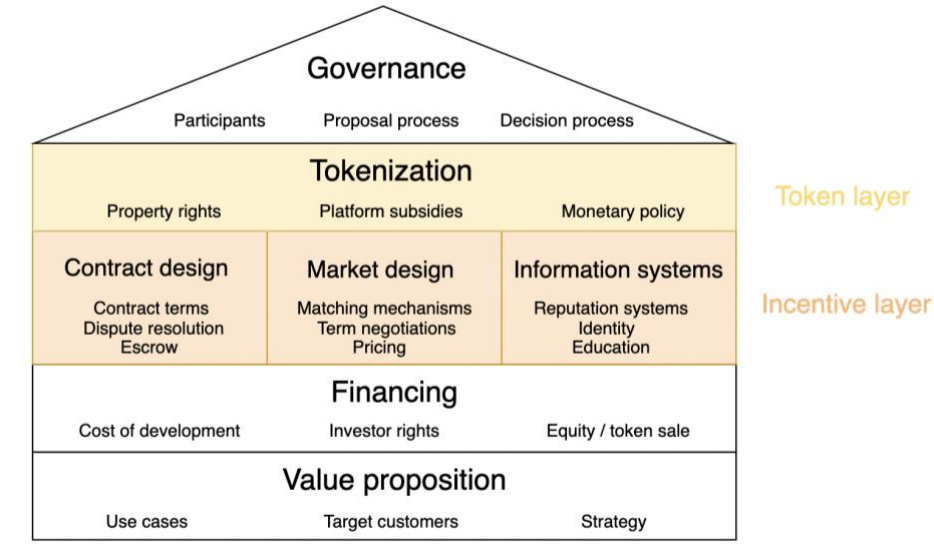 Governance
Participants Proposal process Decision process
Tokenization
Property rights Platform subsidies Monetary policy
Token layer
Contract design
Contract terms
Dispute resolution
Escrow
Market design
Matching mechanisms
Term negotiations
Pricing
Information systems
Reputation systems
Identity
Education
Incentive layer
Financing
Cost of development Investor rights Equity / token sale
Value proposition
Use cases Target customers Strategy